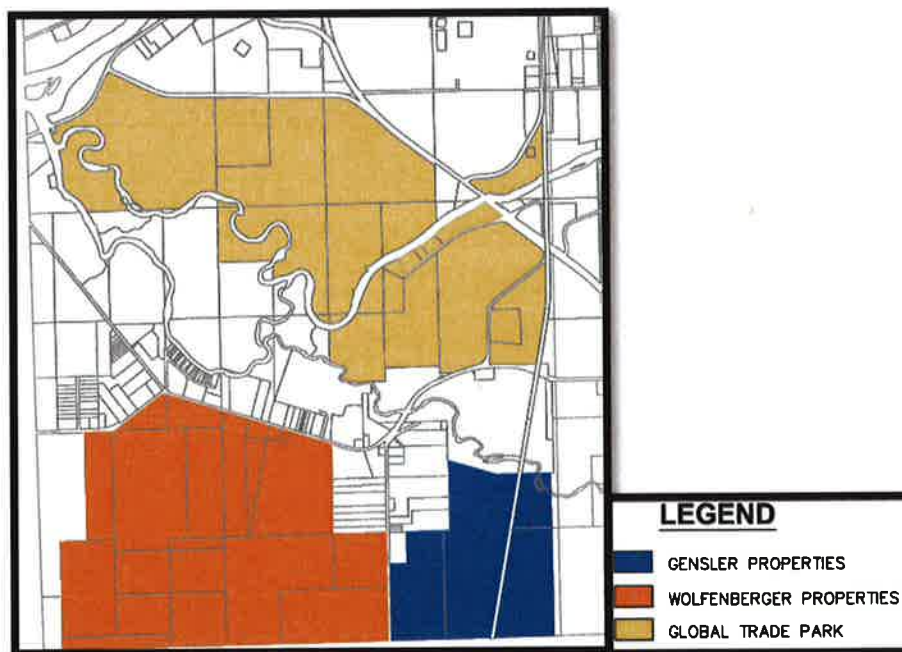 LEGEND
GENSLER PROPERTIES
WOLFENBERGER PROPERTIES
GLOBAL TRADE PARK